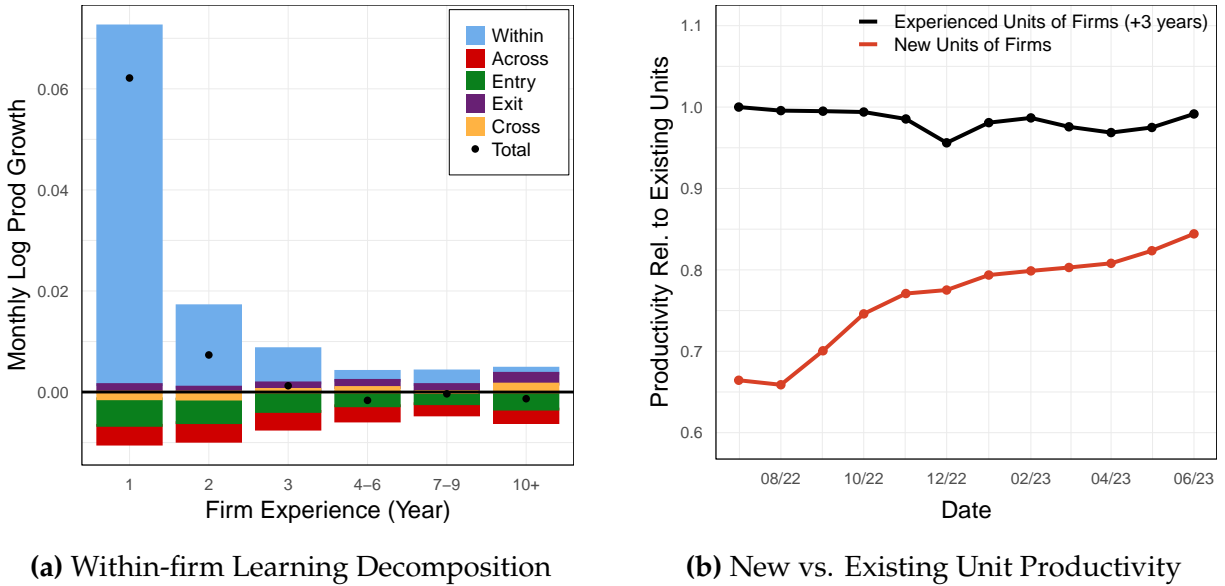 Monthly Log Prod Growth
0.06
0.04
0.02
0.00
Within
Across
Entry
Exit
Cross
Total
1
2
3
4–6
7–9
10+
Firm Experience (Year)
(a) Within-firm Learning Decomposition
Productivity Rel. to Existing Units
1.1
1.0
0.9
0.8
0.7
0.6
Experienced Units of Firms (+3 years)
New Units of Firms
08/22
10/22
12/22
02/23
04/23
06/23
Date
(b) New vs. Existing Unit Productivity